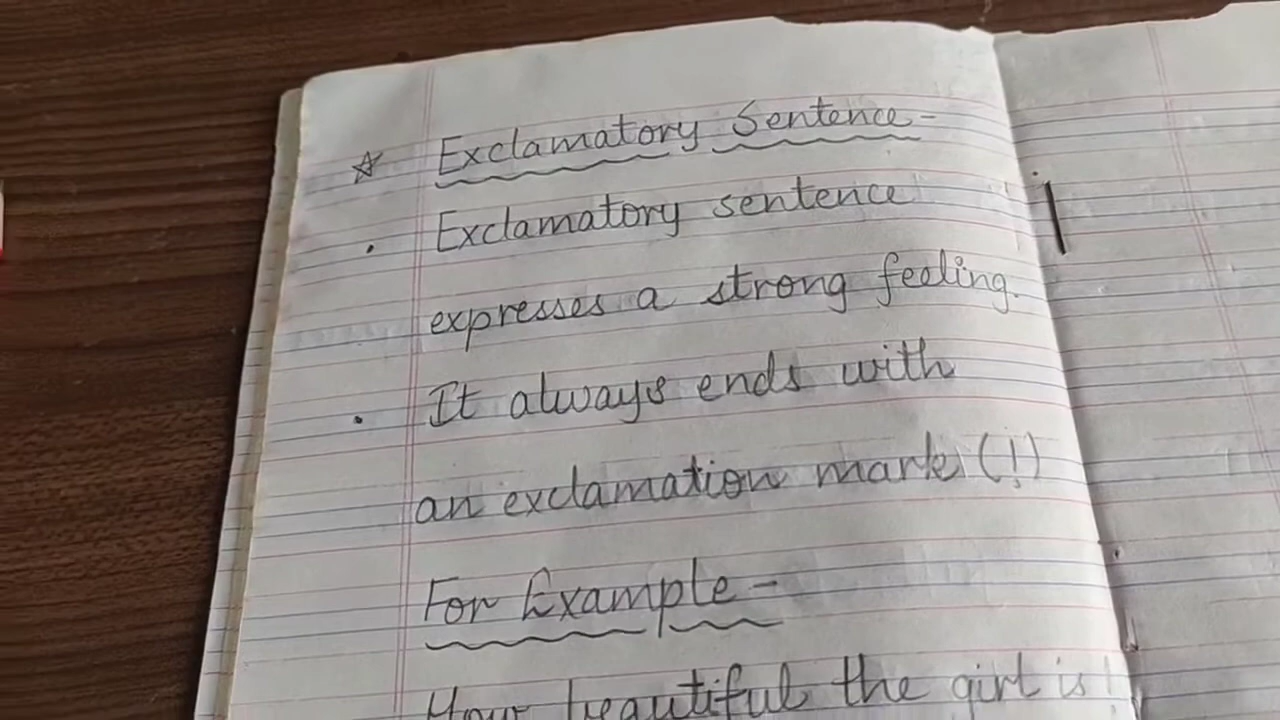 ☆ Exclamatory Sentence-
. Exclamatory sentence
expresses a strong feeling.
. It always ends with
an exclamation mark (!)
For Example -
How beautiful the girl is!